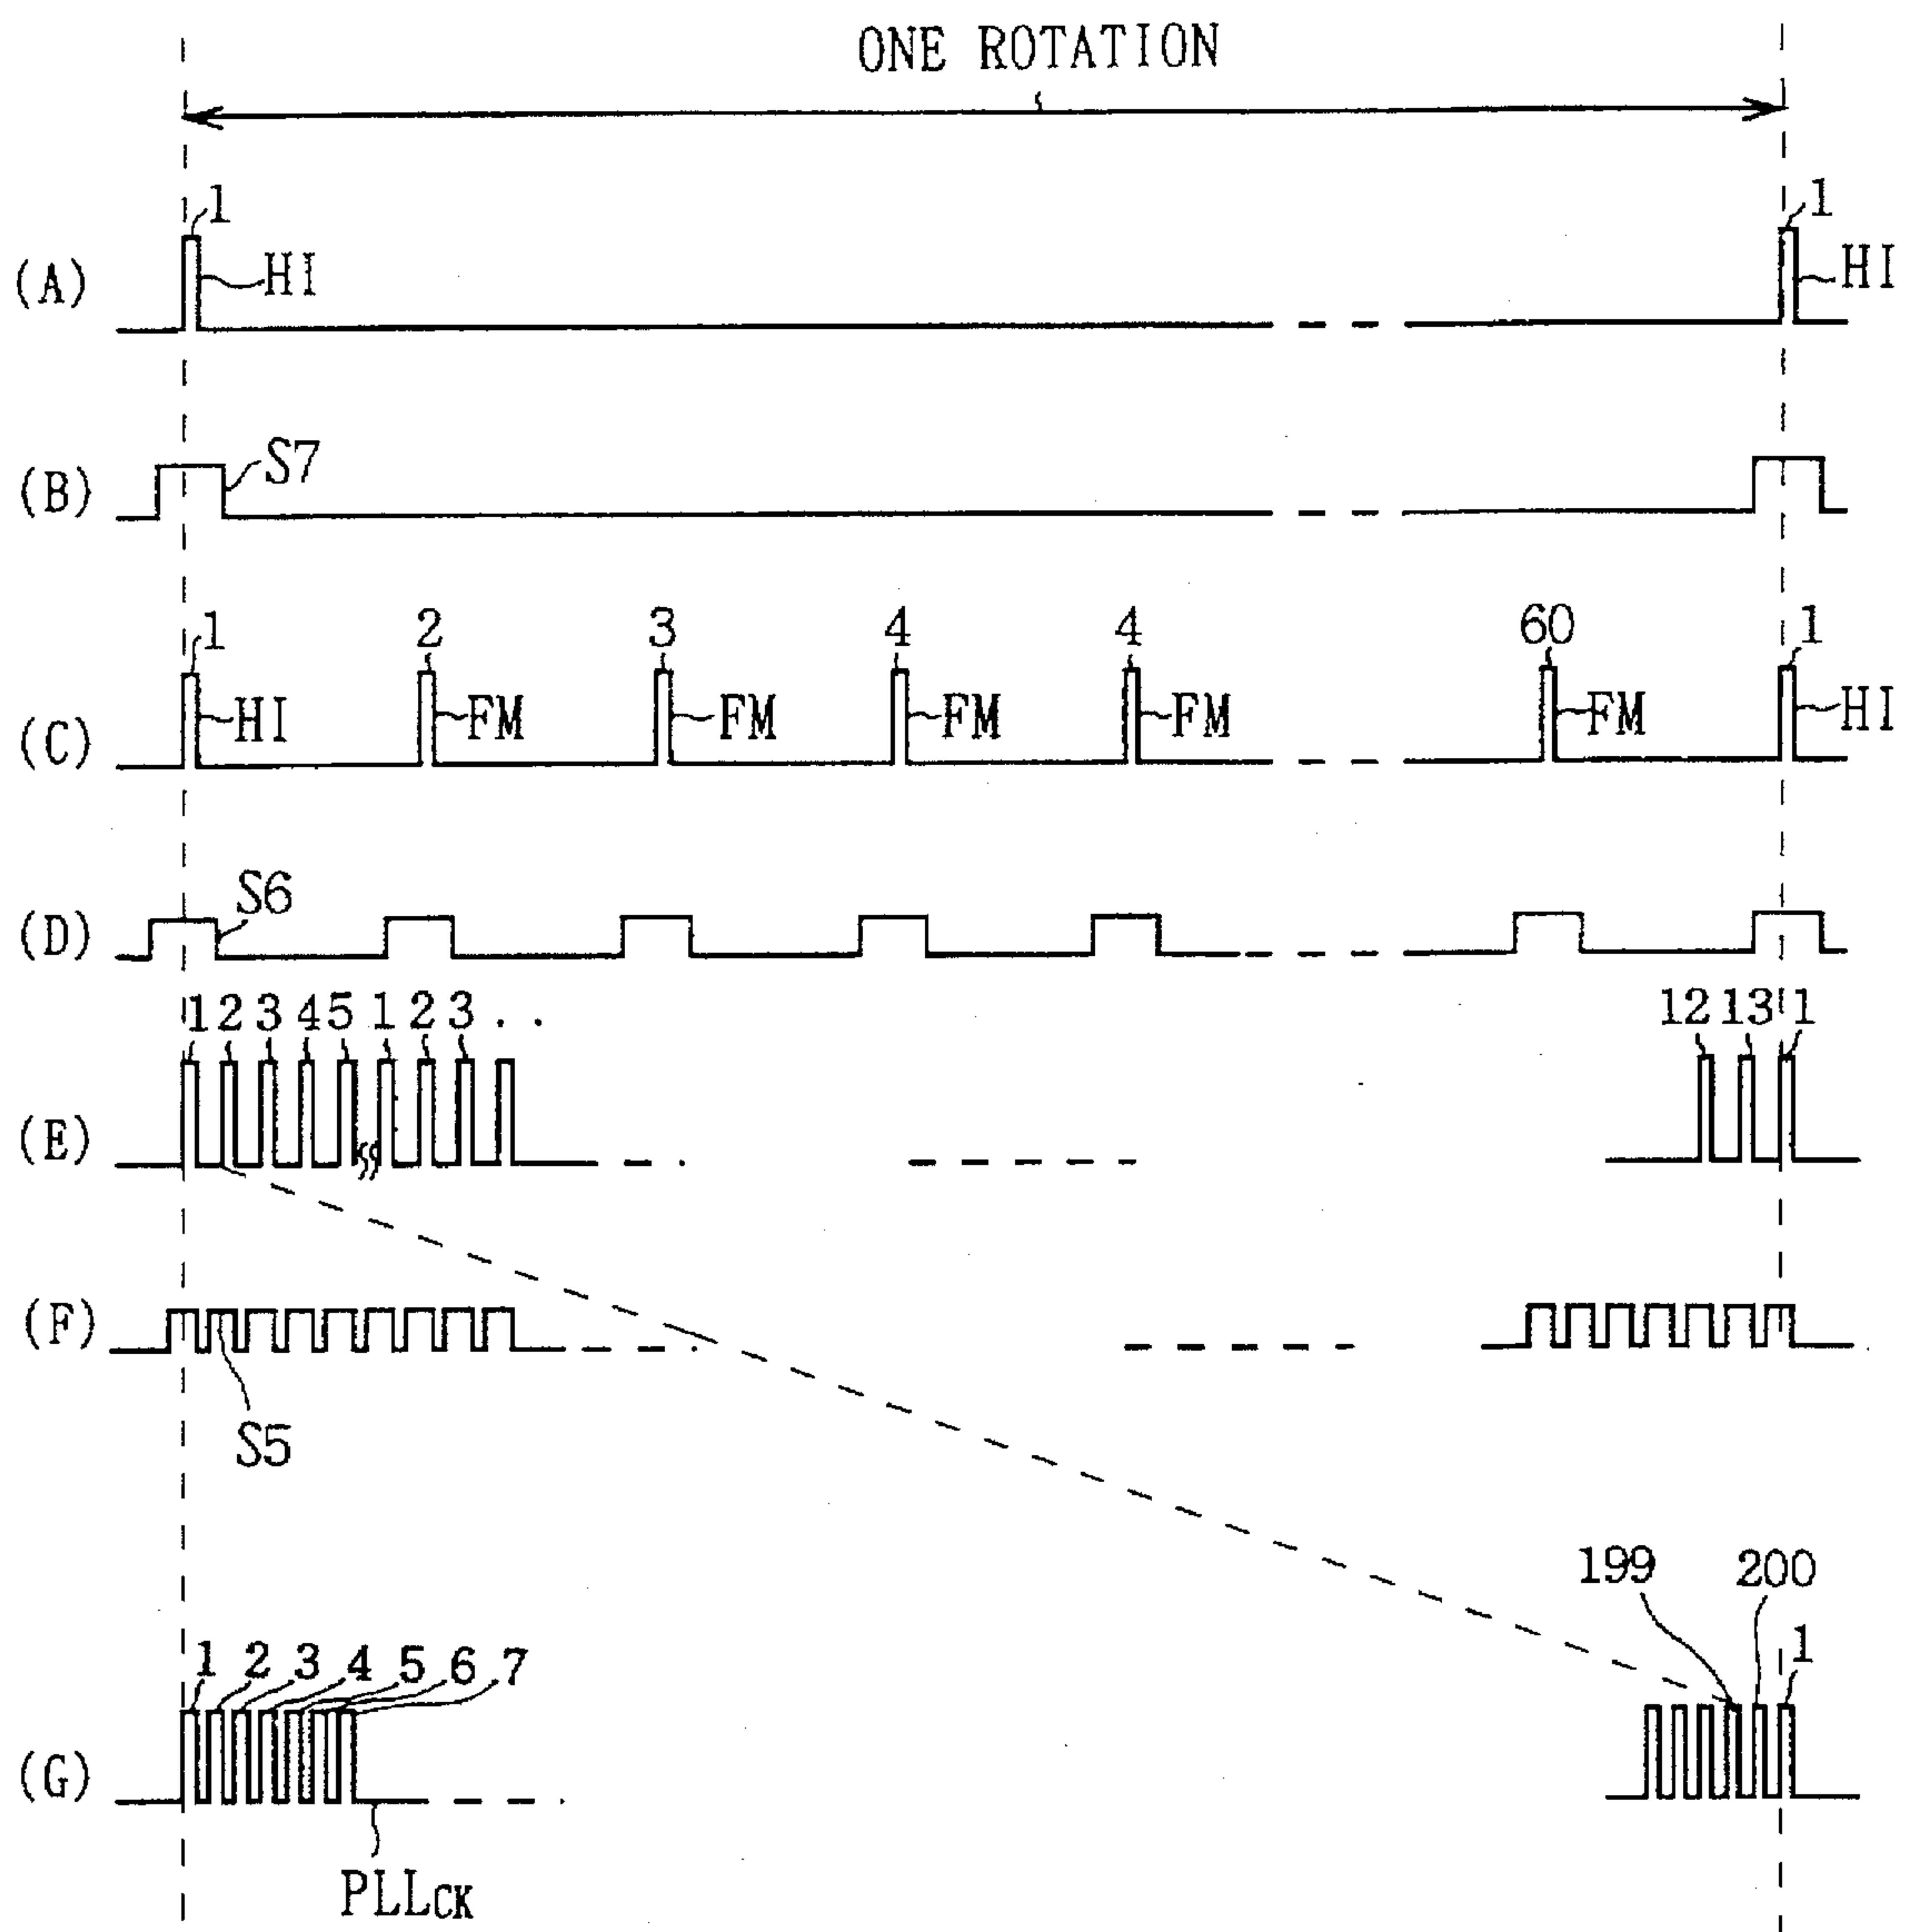 ONE ROTATION
1 1
(A) HI HI
(B) S7
1 2 3 4 4 60 1
(C) HI FM FM FM FM FM HI
(D) S6
1 2 3 4 5 1 2 3 . . 12 13 1
(E)
(F)
S5
199 200
1 2 3 4 5 6 7 1
(G)
PLLCK